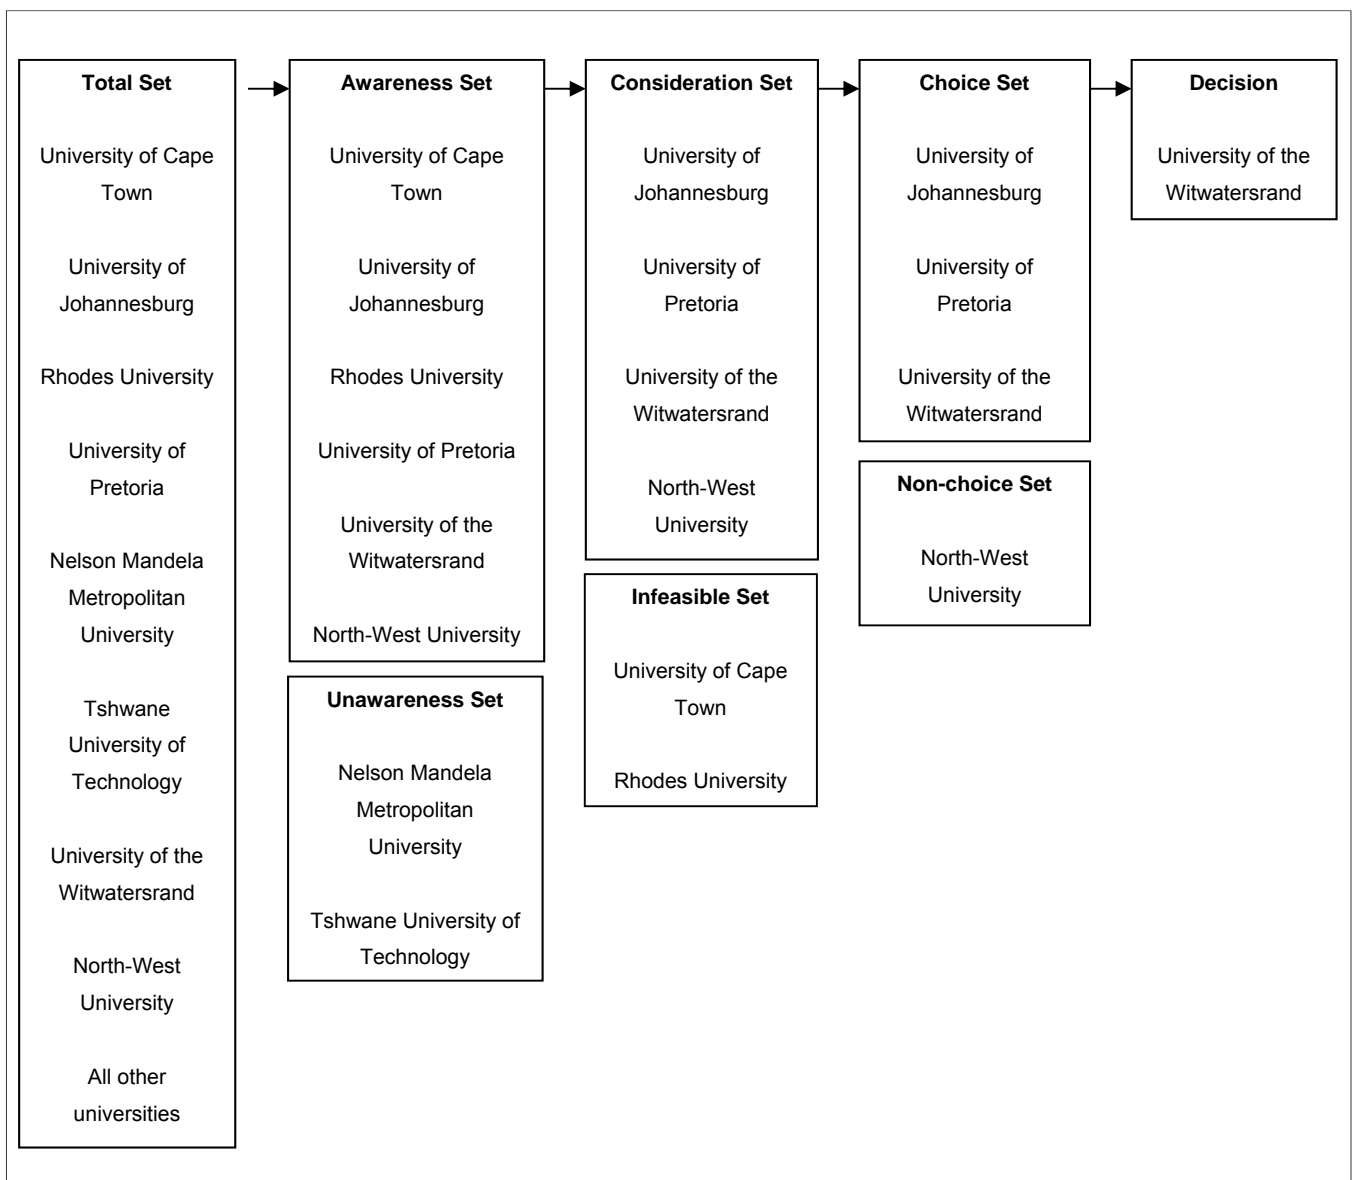 Total Set
University of Cape
Town
University of
Johannesburg
Rhodes University
University of
Pretoria
Nelson Mandela
Metropolitan
University
Tshwane
University of
Technology
University of the
Witwatersrand
North-West
University
All other
universities
Awareness Set
University of Cape
Town
University of
Johannesburg
Rhodes University
University of Pretoria
University of the
Witwatersrand
North-West University
Unawareness Set
Nelson Mandela
Metropolitan
University
Tshwane University of
Technology
Consideration Set
University of
Johannesburg
University of
Pretoria
University of the
Witwatersrand
North-West
University
Infeasible Set
University of Cape
Town
Rhodes University
Choice Set
University of
Johannesburg
University of
Pretoria
University of the
Witwatersrand
Non-choice Set
North-West
University
Decision
University of the
Witwatersrand